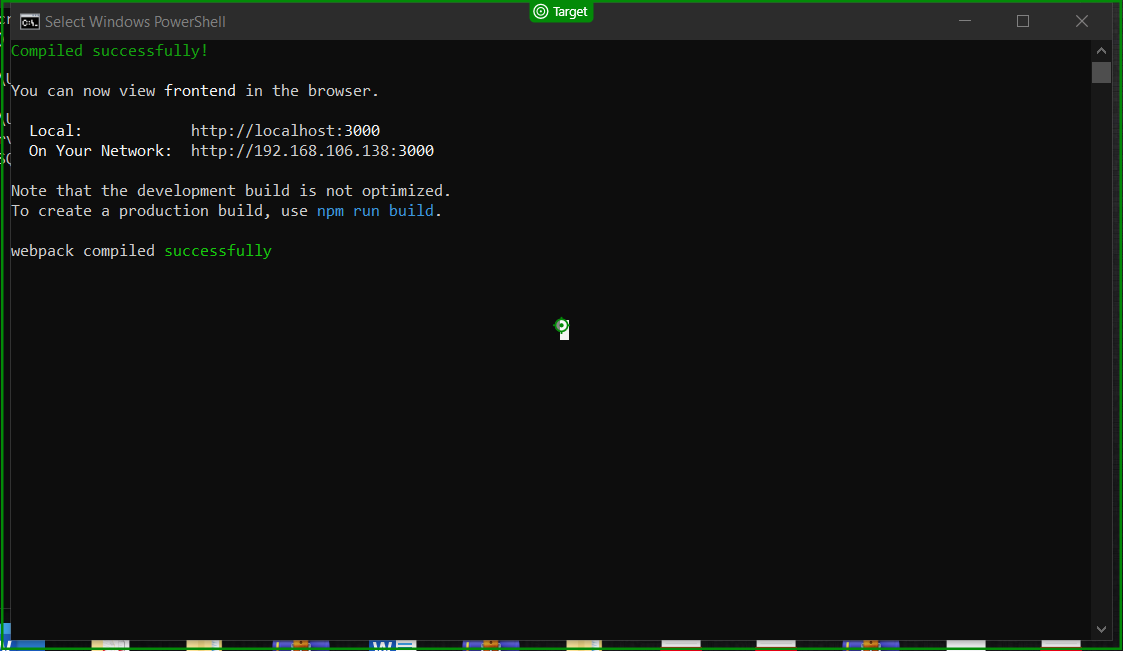 Target
Select Windows PowerShell
Compiled successfully!
You can now view frontend in the browser.
Local: http://localhost:3000
On Your Network: http://192.168.106.138:3000
Note that the development build is not optimized.
To create a production build, use npm run build.
webpack compiled successfully